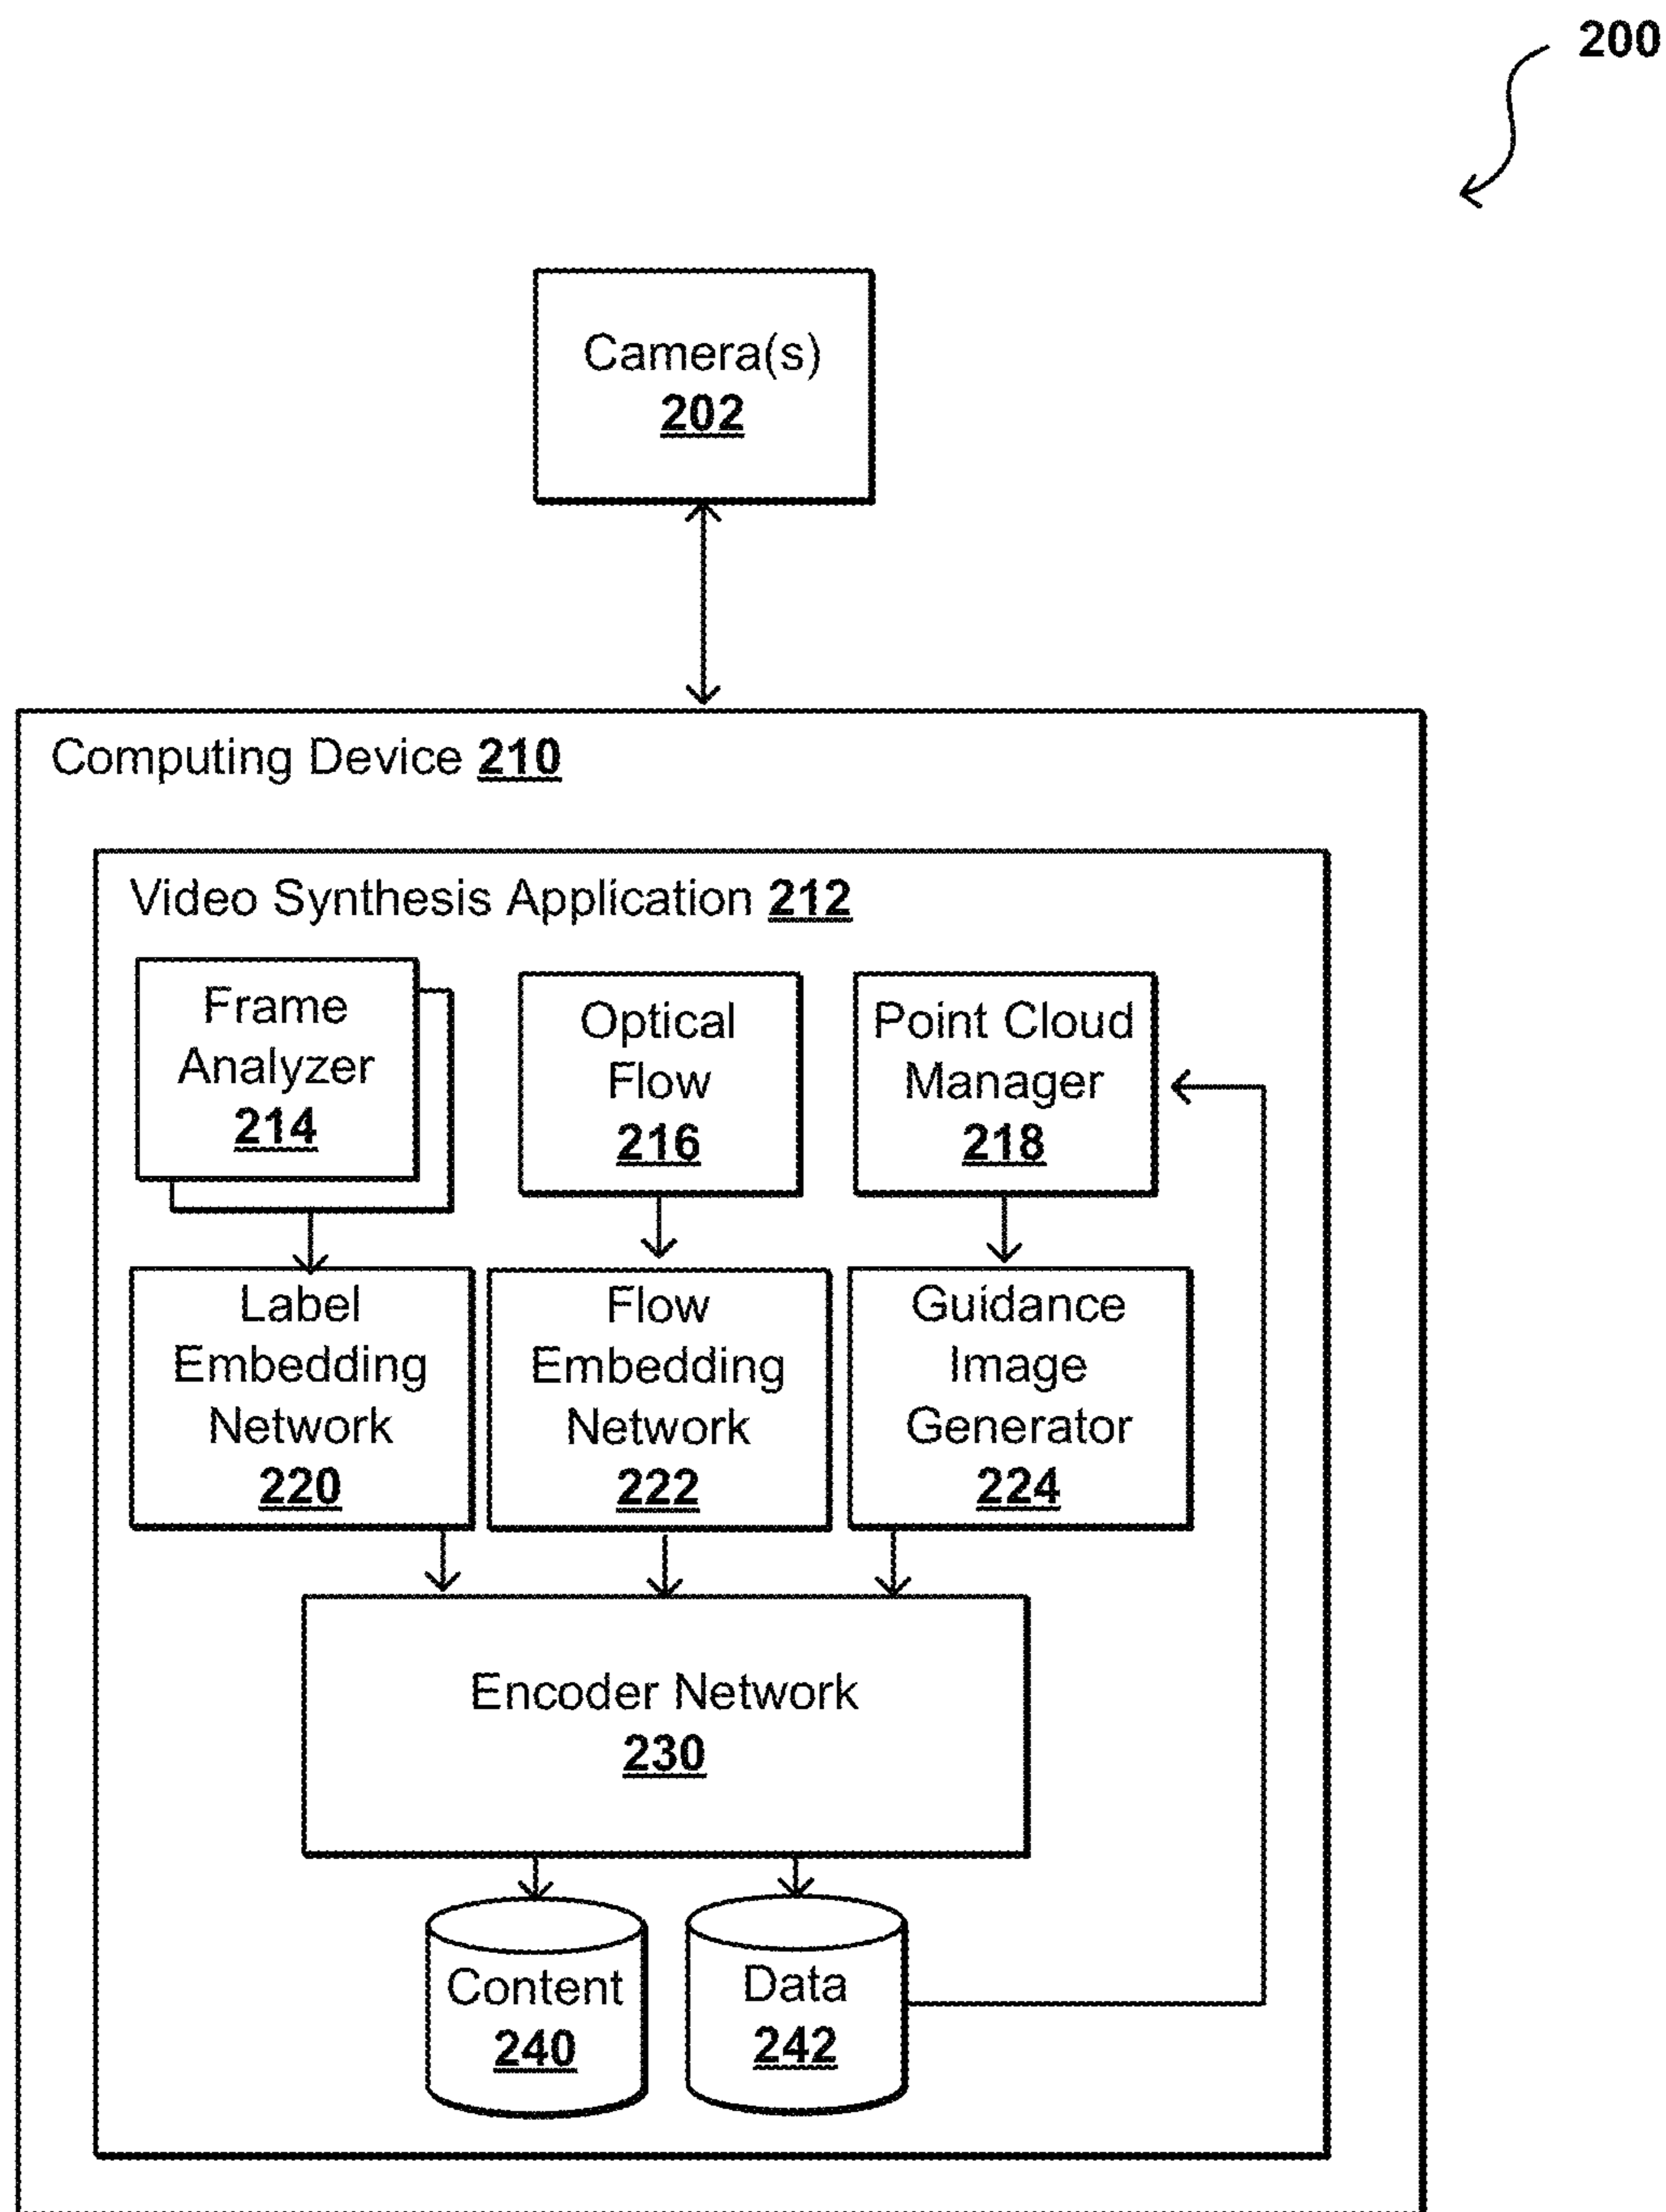 200
Camera(s)
202
Computing Device 210
Video Synthesis Application 212
Frame
Analyzer
214
Optical
Flow
216
Point Cloud
Manager
218
Label
Embedding
Network
220
Flow
Embedding
Network
222
Guidance
Image
Generator
224
Encoder Network
230
Content
240
Data
242